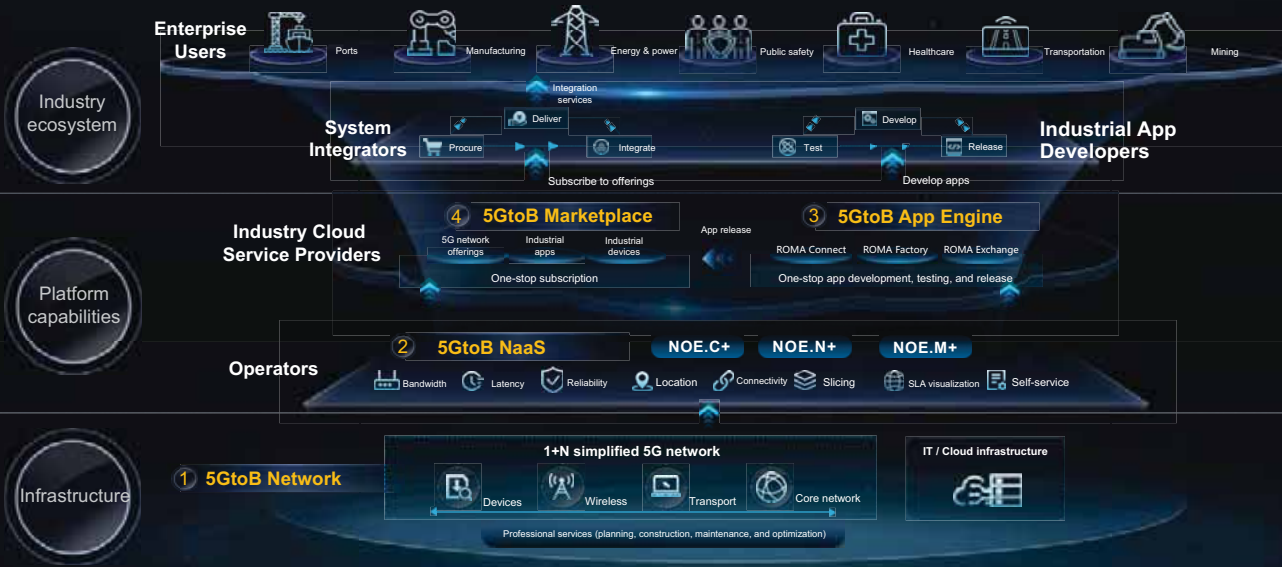 Enterprise
Users
Ports
Manufacturing
Energy & power
Public safety
Healthcare
Transportation
Mining
Industry
ecosystem
Integration
services
System
Integrators
Deliver
Procure
Integrate
Develop
Test
Release
Industrial App
Developers
Subscribe to offerings
Develop apps
Industry Cloud
Service Providers
4 5GtoB Marketplace
5G network
offerings
Industrial
apps
Industrial
devices
One-stop subscription
App release
3 5GtoB App Engine
ROMA Connect
ROMA Factory
ROMA Exchange
One-stop app development, testing, and release
Platform
capabilities
Operators
2 5GtoB NaaS
NOE.C+
NOE.N+
NOE.M+
Bandwidth
Latency
Reliability
Location
Connectivity
Slicing
SLA visualization
Self-service
Infrastructure
1 5GtoB Network
1+N simplified 5G network
Devices
Wireless
Transport
Core network
Professional services (planning, construction, maintenance, and optimization)
IT / Cloud infrastructure